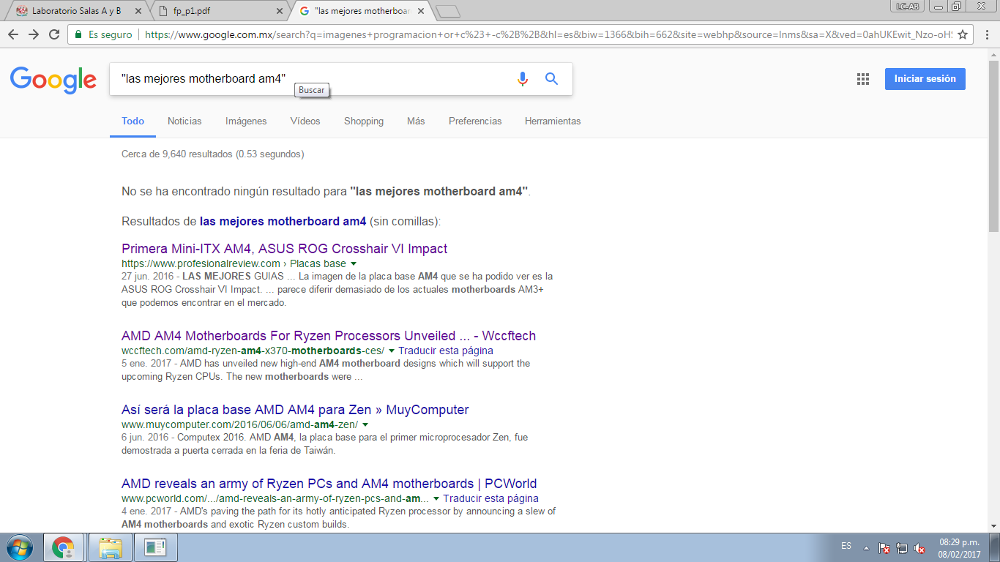 Laboratorio Salas A y B
fp_p1.pdf
"las mejores motherboar
LC-AB
Es seguro
https://www.google.com.mx/search?q=imagenes+programacion+or+c%23+-c%2B%2B&hl=es&biw=1366&bih=662&site=webhp&source=lnms&sa=X&ved=0ahUKEwit_Nzo-oHS
Google
"las mejores motherboard am4"
Buscar
Iniciar sesión
Todo Noticias Imágenes Vídeos Shopping Más Preferencias Herramientas
Cerca de 9,640 resultados (0.53 segundos)
No se ha encontrado ningún resultado para "las mejores motherboard am4".
Resultados de las mejores motherboard am4 (sin comillas):
Primera Mini-ITX AM4, ASUS ROG Crosshair VI Impact
https://www.profesionalreview.com › Placas base
27 jun. 2016 - LAS MEJORES GUIAS ... La imagen de la placa base AM4 que se ha podido ver es la
ASUS ROG Crosshair VI Impact. ... parece diferir demasiado de los actuales motherboards AM3+
que podemos encontrar en el mercado.
AMD AM4 Motherboards For Ryzen Processors Unveiled ... - Wccftech
wccftech.com/amd-ryzen-am4-x370-motherboards-ces/ Traducir esta página
5 ene. 2017 - AMD has unveiled new high-end AM4 motherboard designs which will support the
upcoming Ryzen CPUs. The new motherboards were ...
Así será la placa base AMD AM4 para Zen » MuyComputer
www.muycomputer.com/2016/06/06/amd-am4-zen/
6 jun. 2016 - Computex 2016. AMD AM4, la placa base para el primer microprocesador Zen, fue
demostrada a puerta cerrada en la feria de Taiwán.
AMD reveals an army of Ryzen PCs and AM4 motherboards | PCWorld
www.pcworld.com/.../amd-reveals-an-army-of-ryzen-pcs-and-am... Traducir esta página
4 ene. 2017 - AMD's paving the path for its hotly anticipated Ryzen processor by announcing a slew of
AM4 motherboards and exotic Ryzen custom builds.
ES
08:29 p.m.
08/02/2017